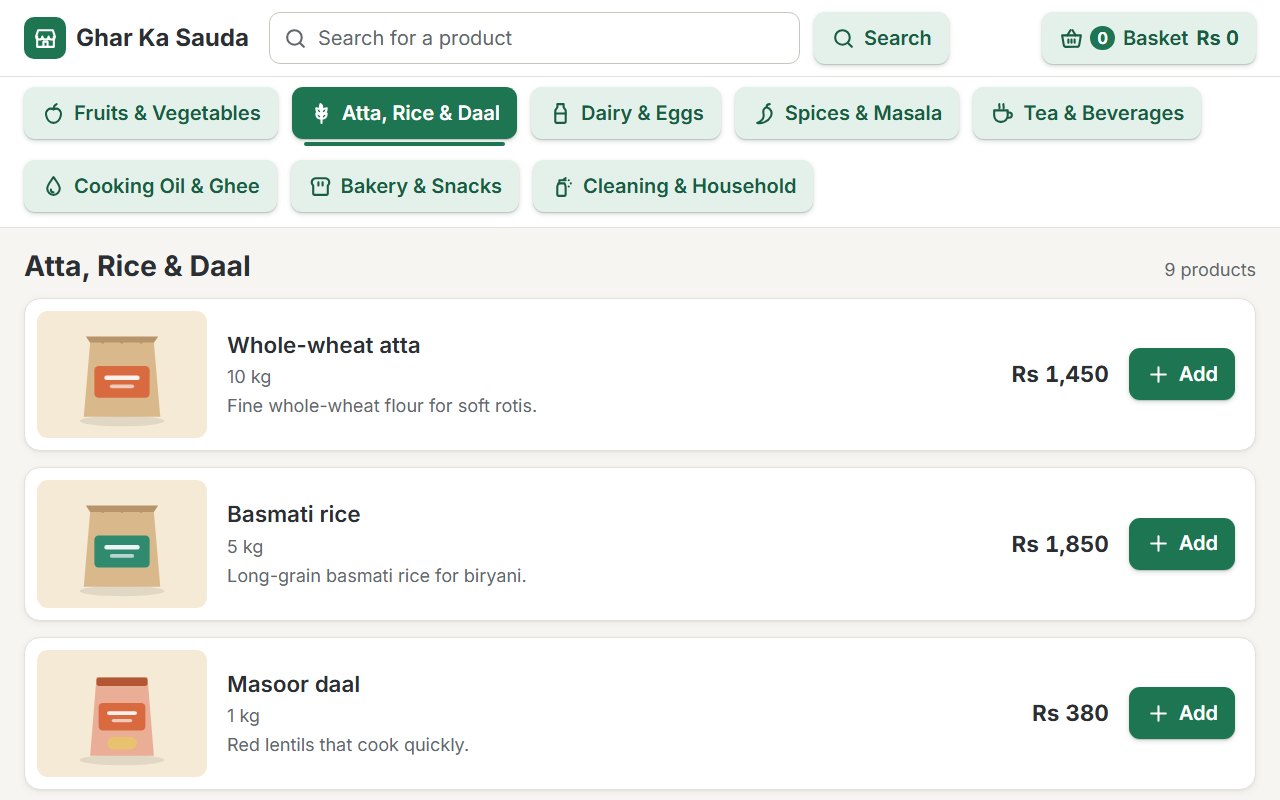 Ghar Ka Sauda
Search for a product
Search
0 Basket Rs 0
Fruits & Vegetables
Atta, Rice & Daal
Dairy & Eggs
Spices & Masala
Tea & Beverages
Cooking Oil & Ghee
Bakery & Snacks
Cleaning & Household
Atta, Rice & Daal
9 products
Whole-wheat atta
10 kg
Fine whole-wheat flour for soft rotis.
Rs 1,450
Add
Basmati rice
5 kg
Long-grain basmati rice for biryani.
Rs 1,850
Add
Masoor daal
1 kg
Red lentils that cook quickly.
Rs 380
Add